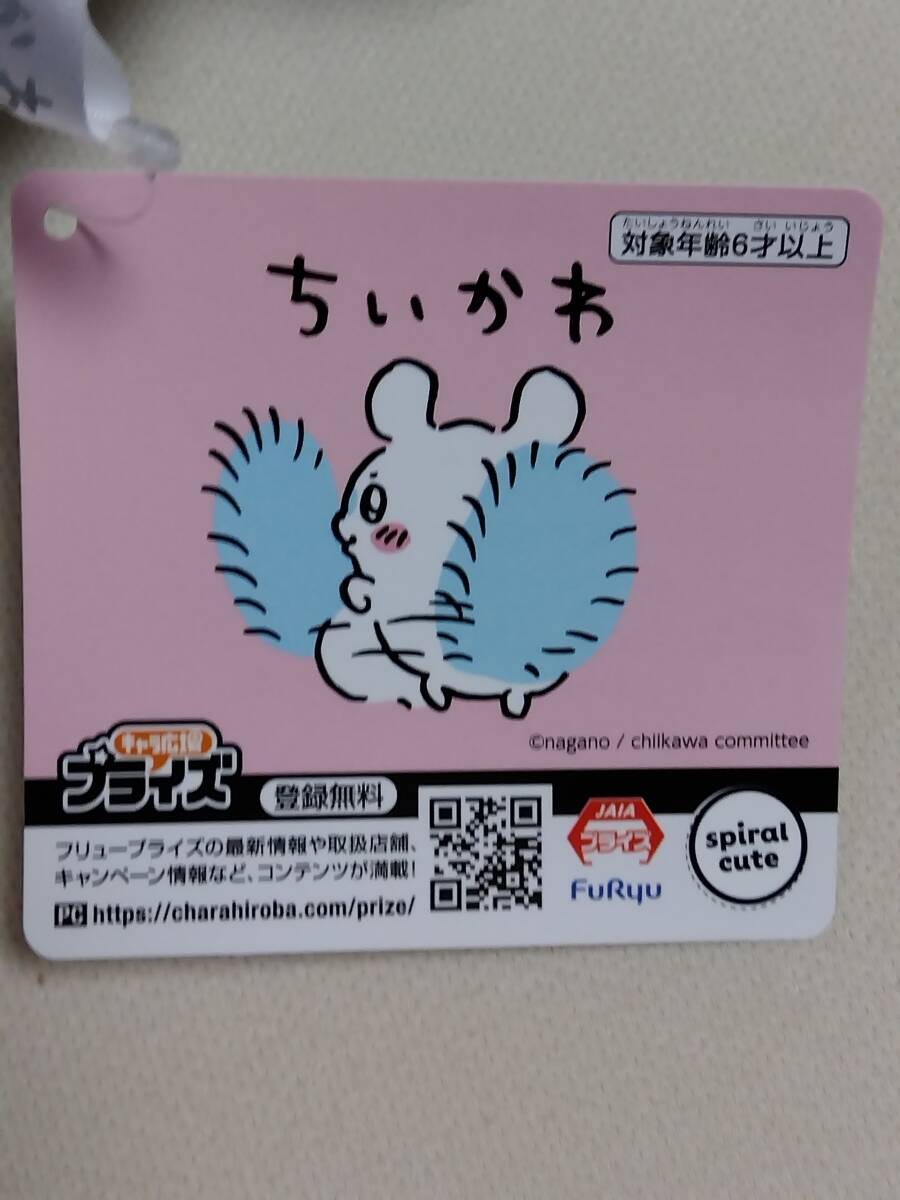 たいしょうねんれい さい いじょう
対象年齢6才以上
ちいかわ
©nagano / chiikawa committee
キャラ広場
プライズ
登録無料
フリュープライズの最新情報や取扱店舗、
キャンペーン情報など、コンテンツが満載!
PC https://charahiroba.com/prize/
JAIA
プライズ
FuRyu
spiral
cute